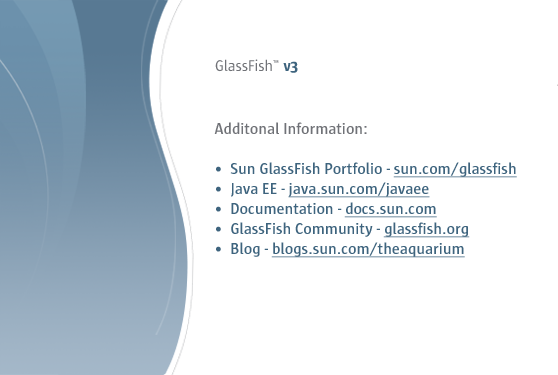 GlassFish™ v3
Additonal Information:
• Sun GlassFish Portfolio - sun.com/glassfish
• Java EE - java.sun.com/javaee
• Documentation - docs.sun.com
• GlassFish Community - glassfish.org
• Blog - blogs.sun.com/theaquarium